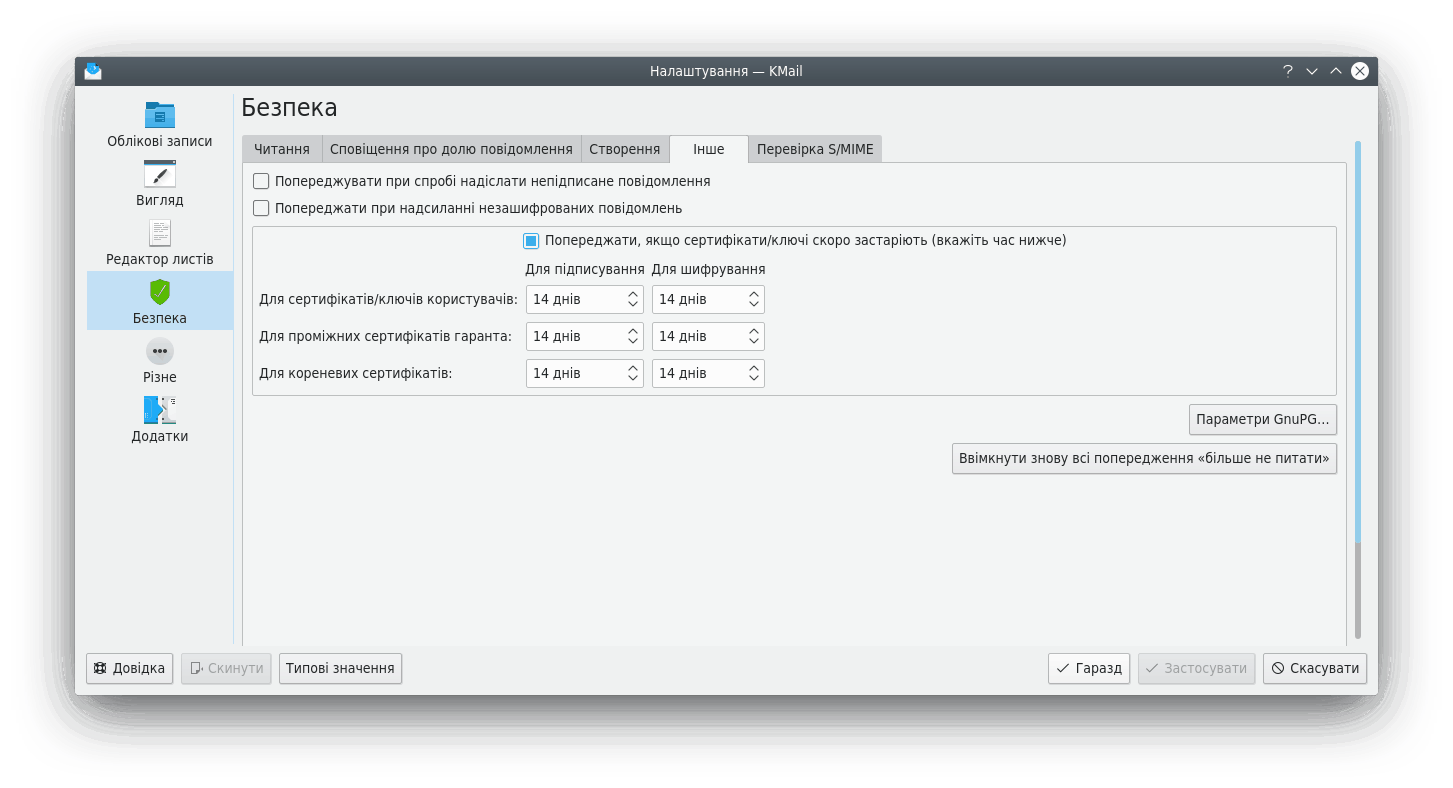 Налаштування — KMail
Облікові записи
Вигляд
Редактор листів
Безпека
Різне
Додатки
Безпека
Читання Сповіщення про долю повідомлення Створення Інше Перевірка S/MIME
Попереджувати при спробі надіслати непідписане повідомлення
Попереджати при надсиланні незашифрованих повідомлень
Попереджати, якщо сертифікати/ключі скоро застаріють (вкажіть час нижче)
Для підписування Для шифрування
Для сертифікатів/ключів користувачів: 14 днів 14 днів
Для проміжних сертифікатів гаранта: 14 днів 14 днів
Для кореневих сертифікатів: 14 днів 14 днів
Параметри GnuPG...
Ввімкнути знову всі попередження «більше не питати»
Довідка Скинути Типові значення Гаразд Застосувати Скасувати